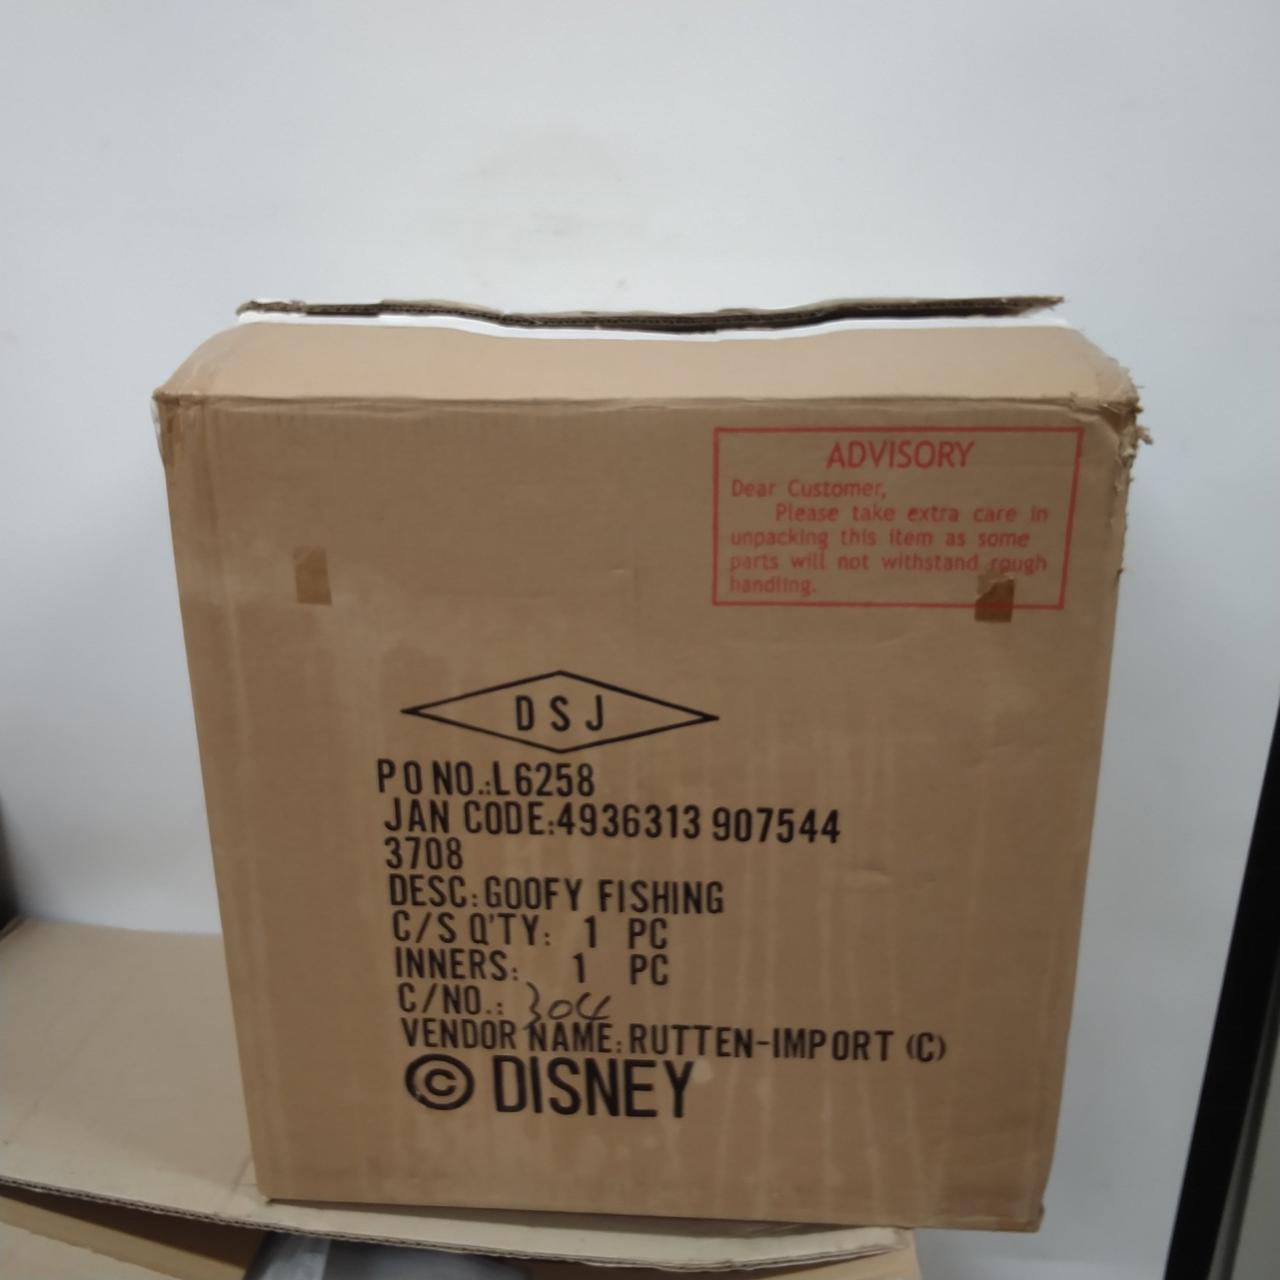 ADVISORY
Dear Customer,
Please take extra care in
unpacking this item as some
parts will not withstand rough
handling.
D S J
PO NO.:L6258
JAN CODE:4936313 907544
3708
DESC:GOOFY FISHING
C/S Q'TY: 1 PC
INNERS: 1 PC
C/NO.: 304
VENDOR NAME:RUTTEN-IMPORT (C)
© DISNEY